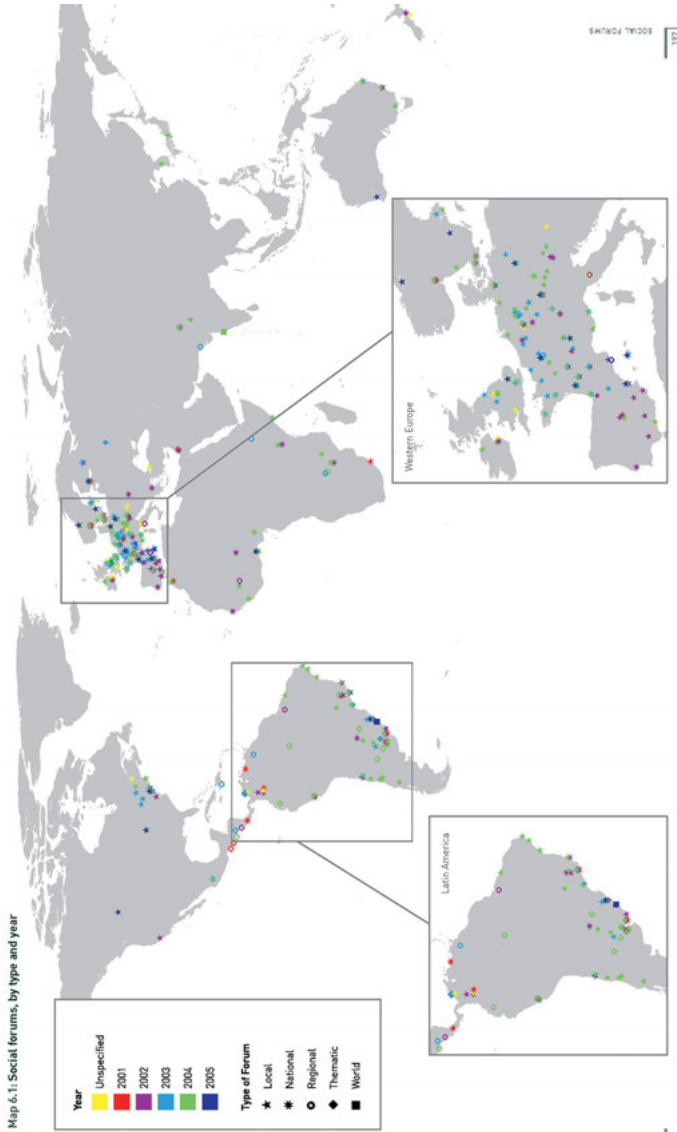 Map 6.1: Social forums, by type and year
Year
Unspecified
2001
2002
2003
2004
2005
Type of Forum
Local
National
Regional
Thematic
World
Latin America
Western Europe
SOCIAL FORUMS